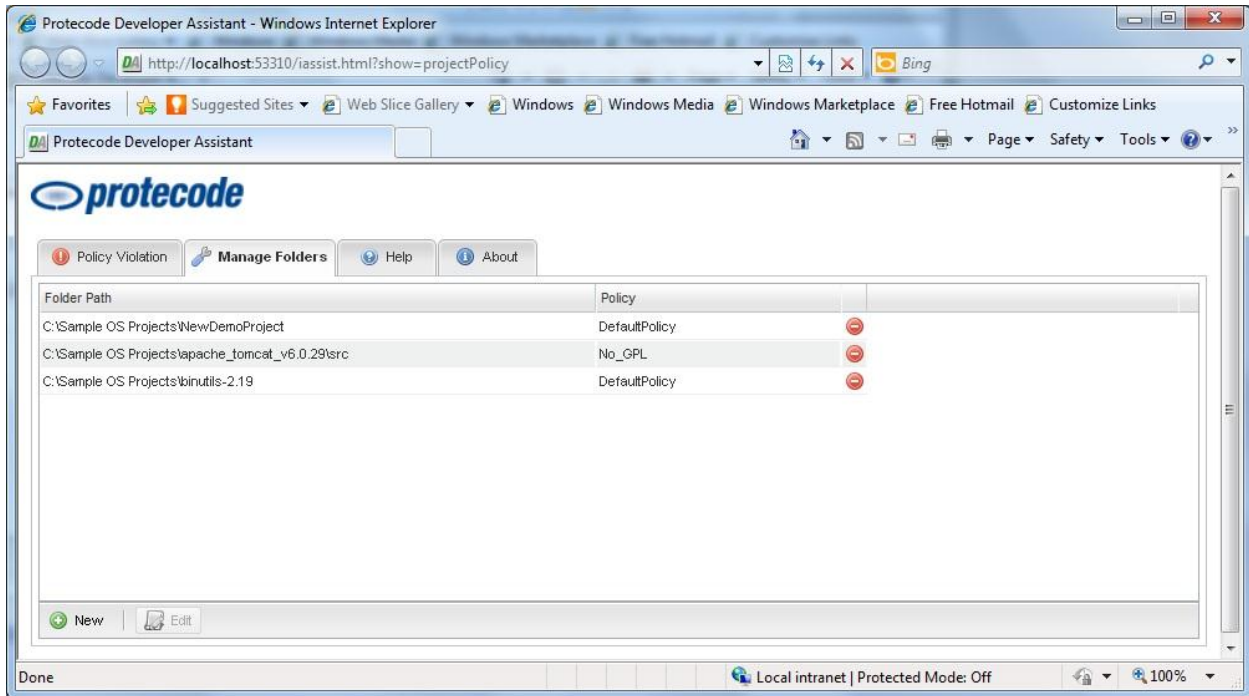 Protecode Developer Assistant - Windows Internet Explorer
DA http://localhost:53310/iassist.html?show=projectPolicy Bing
Favorites Suggested Sites Web Slice Gallery Windows Windows Media Windows Marketplace Free Hotmail Customize Links
DA Protecode Developer Assistant Page Safety Tools
protecode
Policy Violation Manage Folders Help About
Folder Path Policy
C:\Sample OS Projects\NewDemoProject DefaultPolicy
C:\Sample OS Projects\apache_tomcat_v6.0.29\src No_GPL
C:\Sample OS Projects\binutils-2.19 DefaultPolicy
New Edit
Done Local intranet | Protected Mode: Off 100%